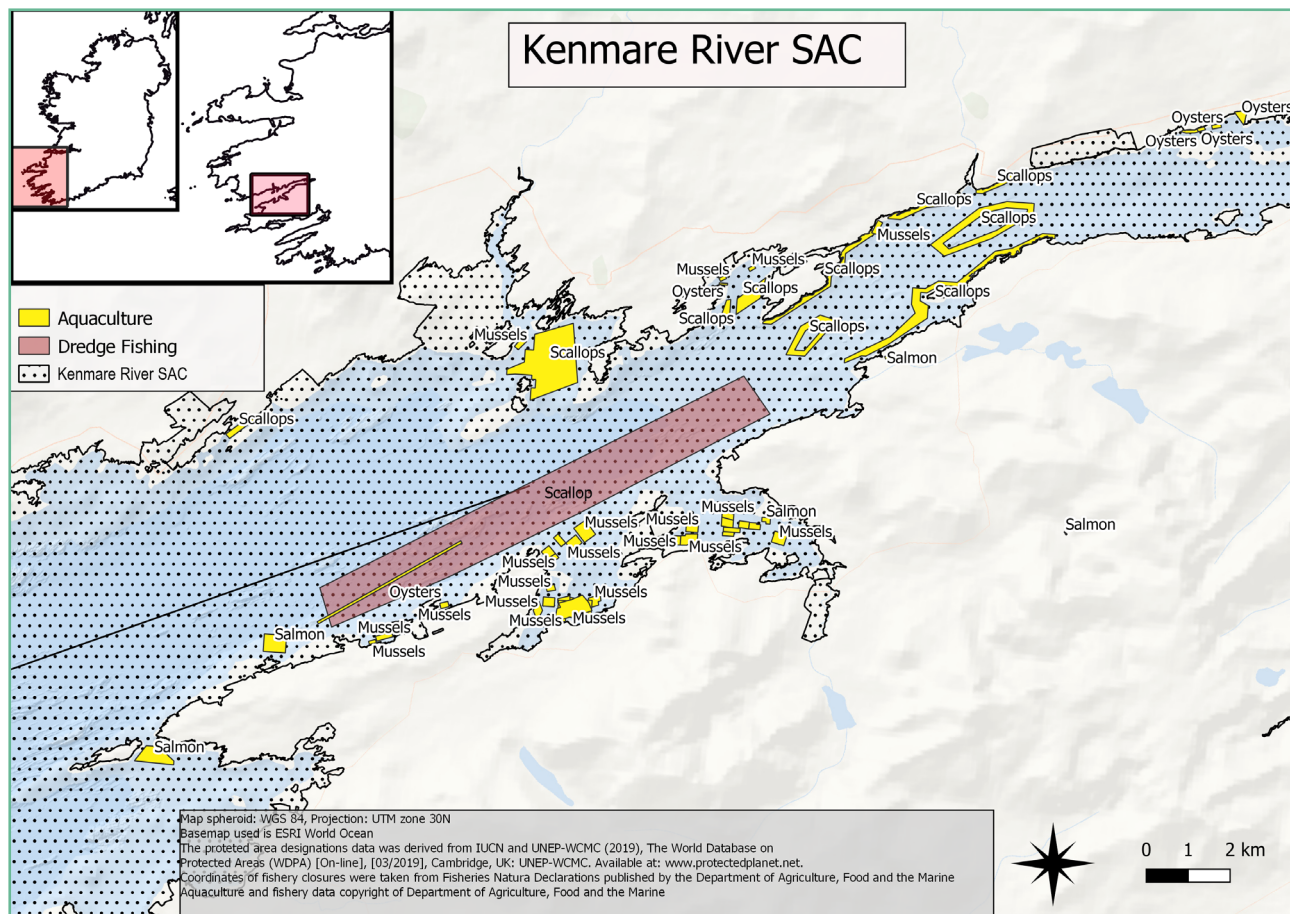 Kenmare River SAC
Aquaculture
Dredge Fishing
Kenmare River SAC
Oysters
Oysters
Oysters
Oysters
Scallops
Scallops
Scallops
Mussels
Mussels
Mussels
Scallops
Oysters
Scallops
Scallops
Scallops
Scallops
Mussels
Scallops
Salmon
Scallops
Scallop
Mussels
Mussels
Mussels
Salmon
Salmon
Mussels
Mussels
Mussels
Mussels
Mussels
Mussels
Oysters
Mussels
Mussels
Mussels
Mussels
Mussels
Mussels
Salmon
Mussels
Salmon
Map spheroid: WGS 84, Projection: UTM zone 30N
Basemap used is ESRI World Ocean
The proteted area designations data was derived from IUCN and UNEP-WCMC (2019), The World Database on
Protected Areas (WDPA) [On-line], [03/2019], Cambridge, UK: UNEP-WCMC. Available at: www.protectedplanet.net.
Coordinates of fishery closures were taken from Fisheries Natura Declarations published by the Department of Agriculture, Food and the Marine
Aquaculture and fishery data copyright of Department of Agriculture, Food and the Marine
0 1 2 km